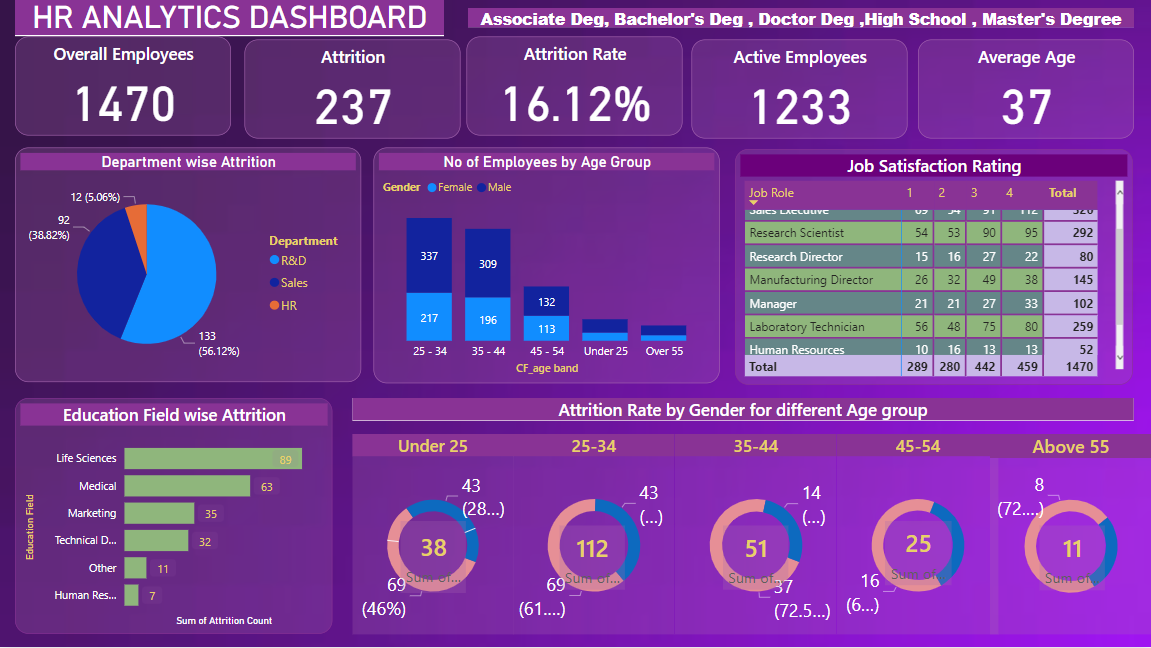 HR ANALYTICS DASHBOARD
Associate Deg, Bachelor's Deg , Doctor Deg ,High School , Master's Degree
Overall Employees
1470
Attrition
237
Attrition Rate
16.12%
Active Employees
1233
Average Age
37
Department wise Attrition
12 (5.06%)
92
(38.82%)
133
(56.12%)
Department
R&D
Sales
HR
No of Employees by Age Group
Gender Female Male
337
217
309
196
132
113
25 - 34 35 - 44 45 - 54 Under 25 Over 55
CF_age band
Job Satisfaction Rating
Job Role 1 2 3 4 Total
Sales Executive 69 54 91 112 326
Research Scientist 54 53 90 95 292
Research Director 15 16 27 22 80
Manufacturing Director 26 32 49 38 145
Manager 21 21 27 33 102
Laboratory Technician 56 48 75 80 259
Human Resources 10 16 13 13 52
Total 289 280 442 459 1470
Education Field wise Attrition
Education Field
Life Sciences 89
Medical 63
Marketing 35
Technical D... 32
Other 11
Human Res... 7
Sum of Attrition Count
Attrition Rate by Gender for different Age group
Under 25
43
(28...)
38
Sum of...
69
(46%)
25-34
43
(...)
112
Sum of...
69
(61....)
35-44
14
(...)
51
Sum of
37
(72.5...)
45-54
25
Sum of
16
(6...)
Above 55
8
(72....)
11
Sum of